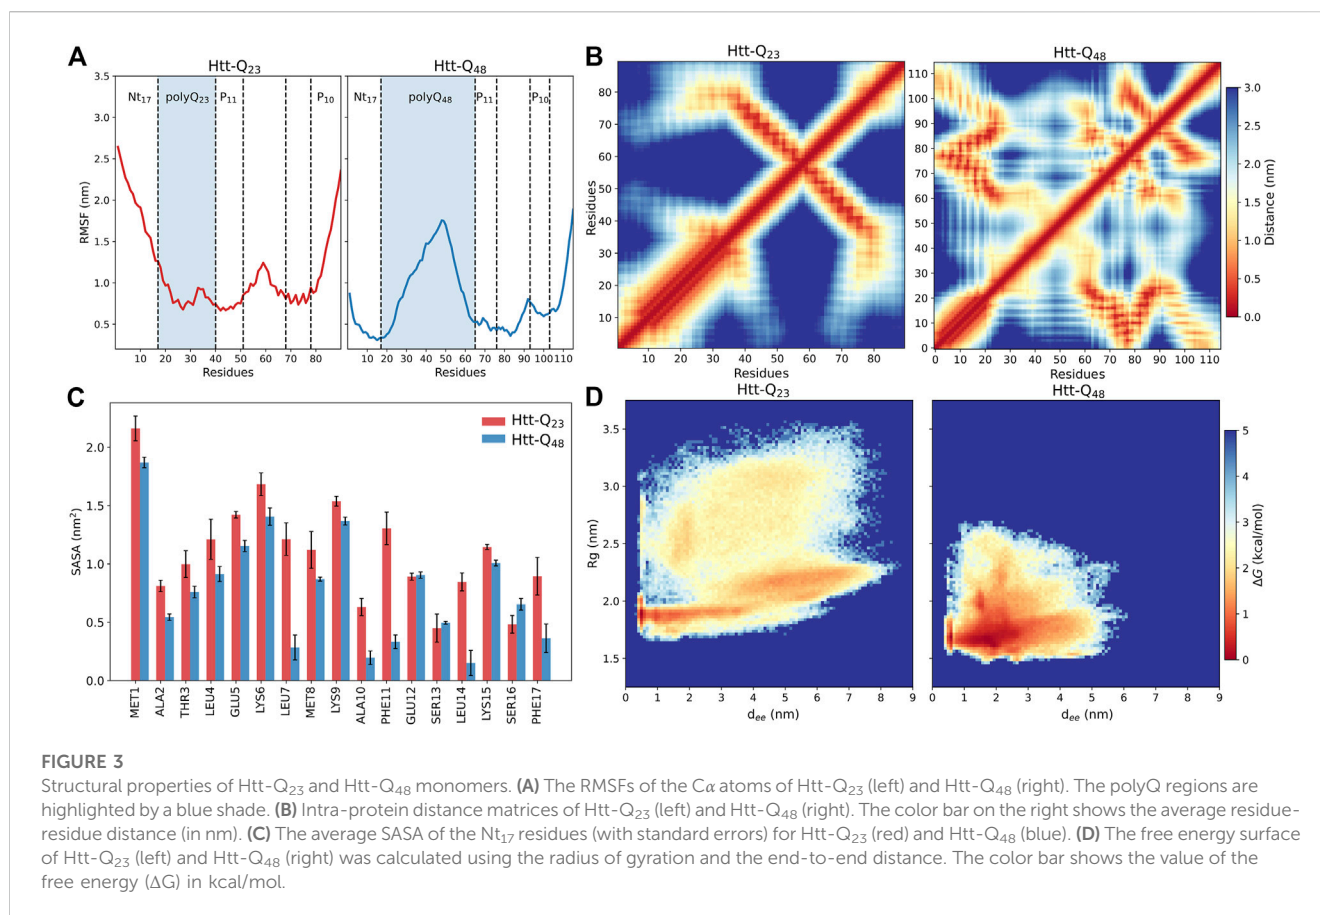 A
Htt-Q23
Htt-Q48
Nt17
polyQ23
P11
P10
Nt17
polyQ48
P11
P10
3.5
3.0
2.5
2.0
1.5
1.0
0.5
RMSF (nm)
10 20 30 40 50 60 70 80
Residues
10 20 30 40 50 60 70 80 90 100 110
Residues
B
Htt-Q23
Htt-Q48
80
70
60
50
40
30
20
10
Residues
10 20 30 40 50 60 70 80
Residues
110
100
90
80
70
60
50
40
30
20
10
0
0 10 20 30 40 50 60 70 80 90 100 110
Residues
3.0
2.5
2.0
1.5
1.0
0.5
0.0
Distance (nm)
C
Htt-Q23
Htt-Q48
2.0
1.5
1.0
0.5
0.0
SASA (nm²)
MET1
ALA2
THR3
LEU4
GLU5
LYS6
LEU7
MET8
LYS9
ALA10
PHE11
GLU12
SER13
LEU14
LYS15
SER16
PHE17
D
Htt-Q23
Htt-Q48
3.5
3.0
2.5
2.0
1.5
Rg (nm)
0 1 2 3 4 5 6 7 8 9
dee (nm)
0 1 2 3 4 5 6 7 8 9
dee (nm)
5
4
3
2
1
0
ΔG (kcal/mol)
FIGURE 3
Structural properties of Htt-Q23 and Htt-Q48 monomers. (A) The RMSFs of the Cα atoms of Htt-Q23 (left) and Htt-Q48 (right). The polyQ regions are
highlighted by a blue shade. (B) Intra-protein distance matrices of Htt-Q23 (left) and Htt-Q48 (right). The color bar on the right shows the average residue-
residue distance (in nm). (C) The average SASA of the Nt17 residues (with standard errors) for Htt-Q23 (red) and Htt-Q48 (blue). (D) The free energy surface
of Htt-Q23 (left) and Htt-Q48 (right) was calculated using the radius of gyration and the end-to-end distance. The color bar shows the value of the
free energy (ΔG) in kcal/mol.